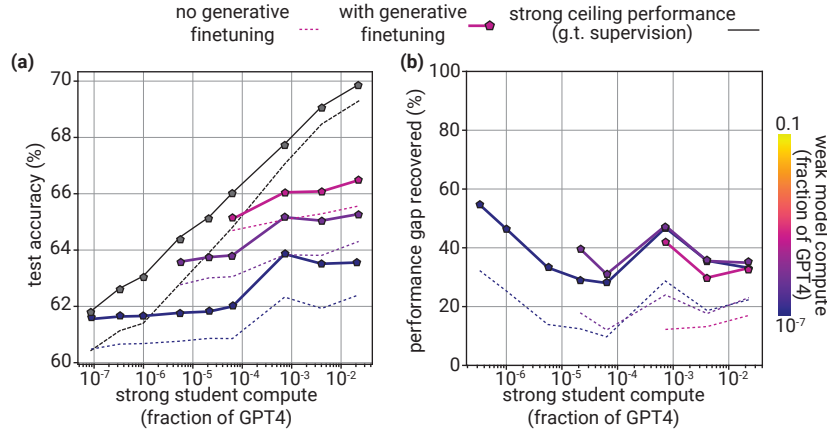 no generative
finetuning
with generative
finetuning
strong ceiling performance
(g.t. supervision)
(a)
test accuracy (%)
70
68
66
64
62
60
10-7
10-6
10-5
10-4
10-3
10-2
strong student compute
(fraction of GPT4)
(b)
performance gap recovered (%)
100
80
60
40
20
0
10-6
10-5
10-4
10-3
10-2
strong student compute
(fraction of GPT4)
0.1
10-7
weak model compute
(fraction of GPT4)